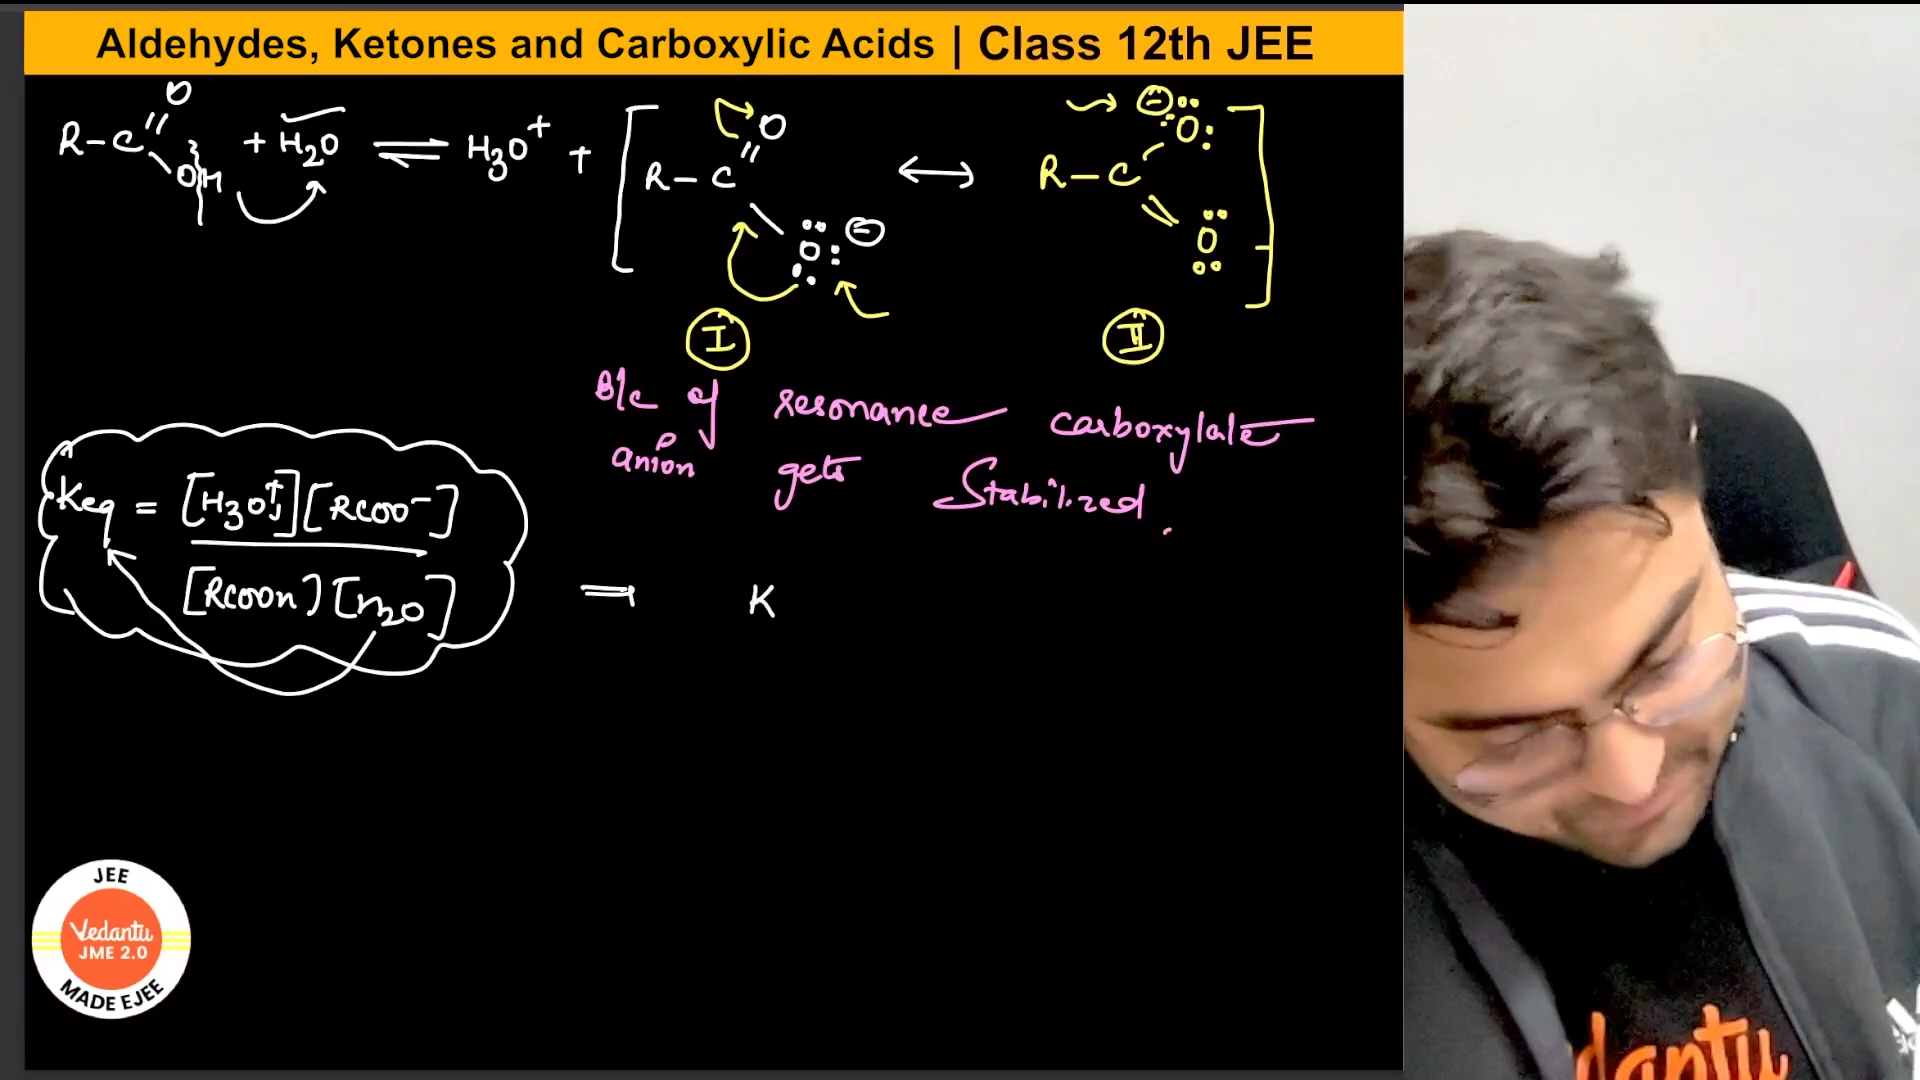 Aldehydes, Ketones and Carboxylic Acids | Class 12th JEE
R-C=O-OH + H2O ⇌ H3O+ + [R-C=O-O⊖ ↔ R-C-O⊖=O]
I II
B/c of resonance carboxylate
anion gets Stabilized.
Keq = [H3O+][RCOO-]
[RCOOH][H2O] = K
JEE
Vedantu
JME 2.0
MADE EJEE